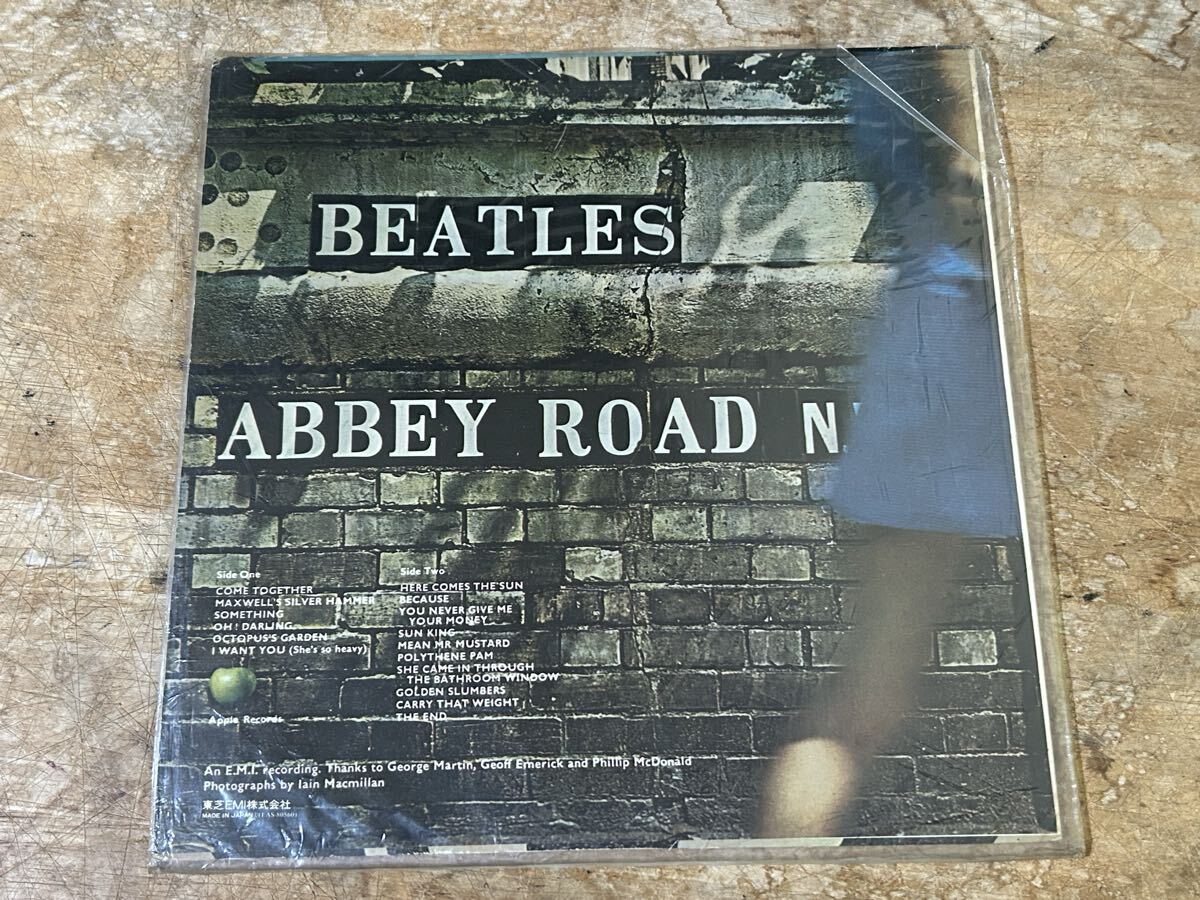 BEATLES
ABBEY ROAD N
Side One
COME TOGETHER
MAXWELL'S SILVER HAMMER
SOMETHING
OH! DARLING
OCTOPUS'S GARDEN
I WANT YOU (She's so heavy)
Apple Records
Side Two
HERE COMES THE SUN
BECAUSE
YOU NEVER GIVE ME
YOUR MONEY
SUN KING
MEAN MR MUSTARD
POLYTHENE PAM
SHE CAME IN THROUGH
THE BATHROOM WINDOW
GOLDEN SLUMBERS
CARRY THAT WEIGHT
THE END
An E.M.I. recording. Thanks to George Martin, Geoff Emerick and Phillip McDonald
Photographs by Iain Macmillan
東芝EMI株式会社
MADE IN JAPAN